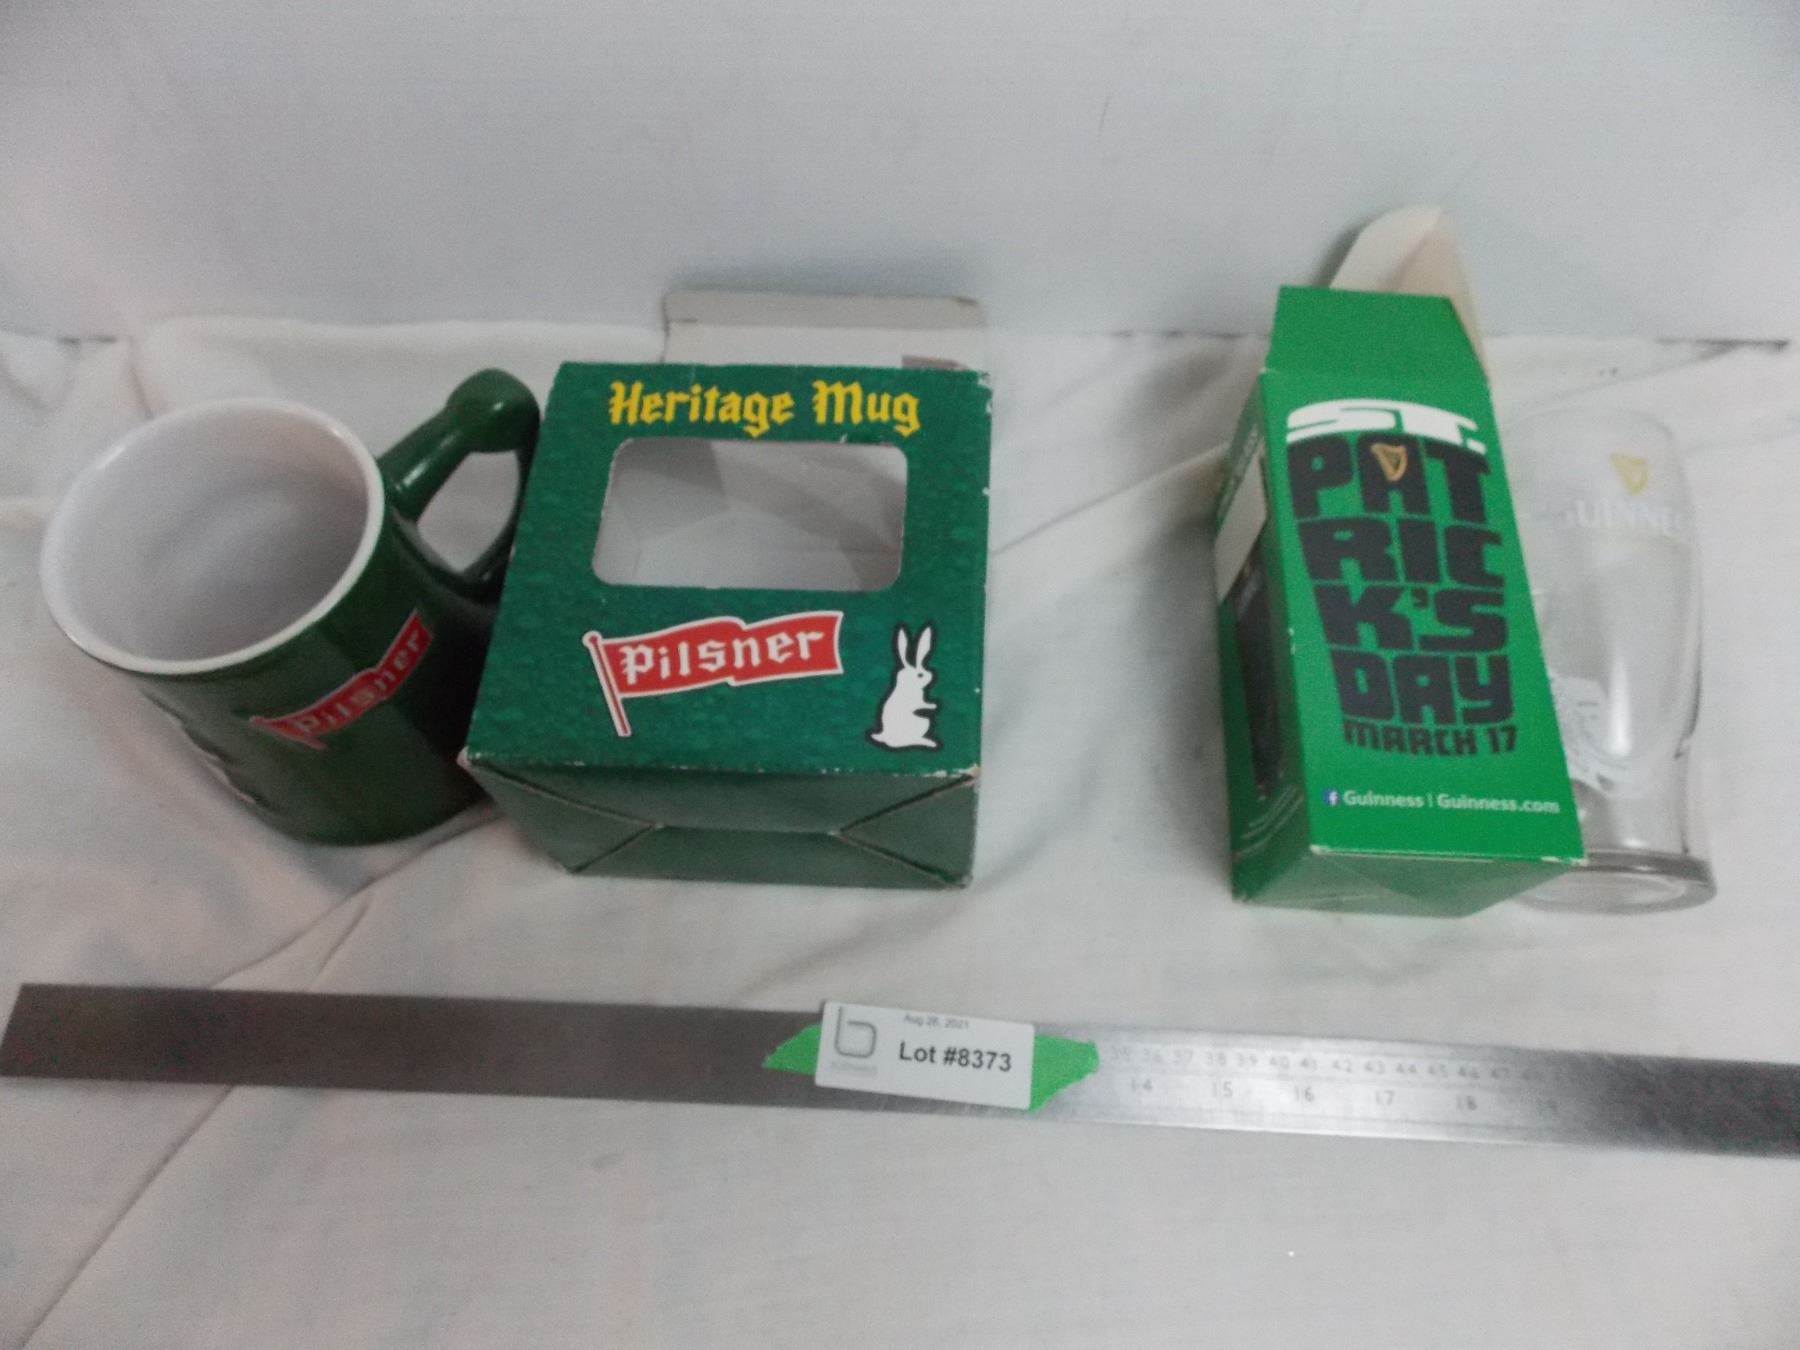 Pilsner
Heritage Mug
Pilsner
ST.
PAT
RIC
K'S
DAY
MARCH 17
Guinness | Guinness.com
GUINNE
Aug 26, 2021
Lot #8373
35 36 37 38 39 40 41 42 43 44 45 46 47
14 15 16 17 18 19